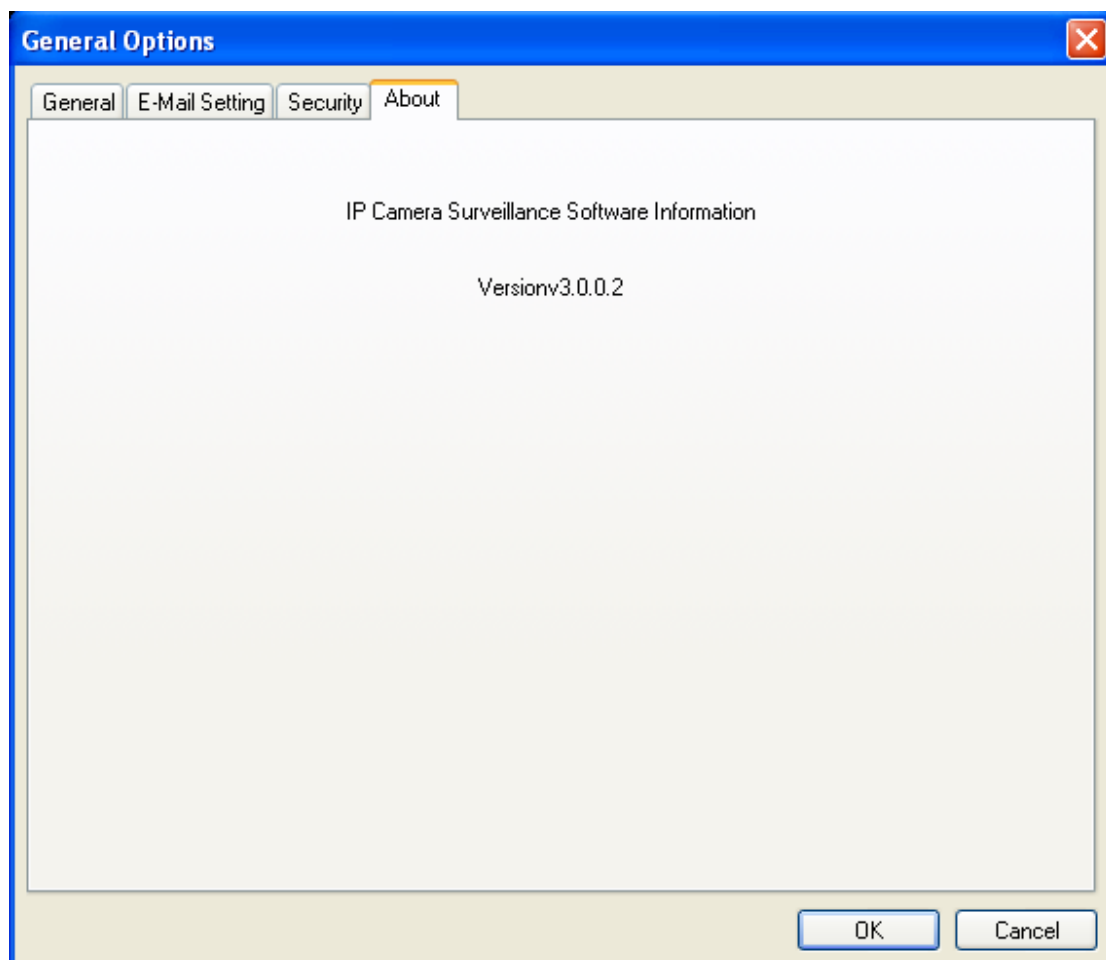 General Options
General E-Mail Setting Security About
IP Camera Surveillance Software Information
Versionv3.0.0.2
OK Cancel